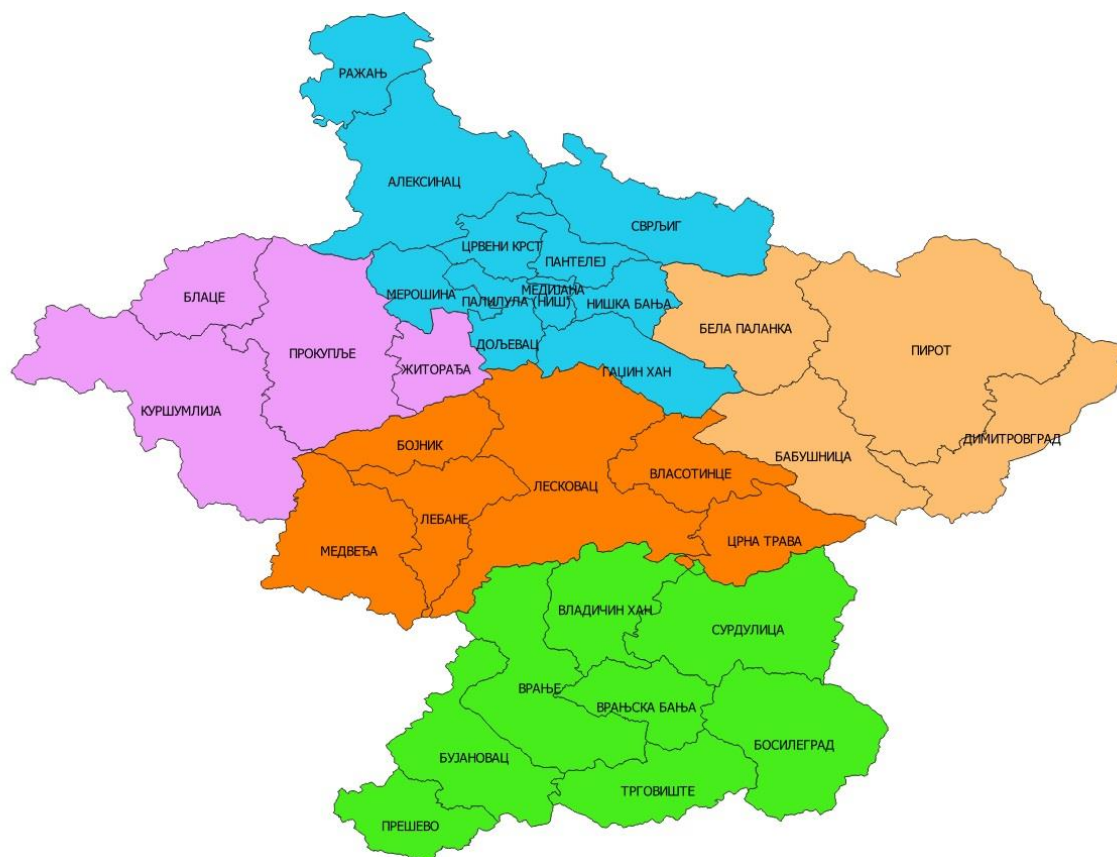 РАЖАЊ
АЛЕКСИНАЦ
СВРЉИГ
ЦРВЕНИ КРСТ
ПАНТЕЛЕЈ
МЕДИЈАНА
МЕРОШИНА
ПАЛИЛУЛА (НИШ)
НИШКА БАЊА
БЛАЦЕ
БЕЛА ПАЛАНКА
ДОЉЕВАЦ
ПИРОТ
ПРОКУПЉЕ
ЖИТОРАЂА
ГАЏИН ХАН
КУРШУМЛИЈА
ДИМИТРОВГРАД
БОЈНИК
БАБУШНИЦА
ВЛАСОТИНЦЕ
ЛЕСКОВАЦ
ЛЕБАНЕ
ЦРНА ТРАВА
МЕДВЕЂА
ВЛАДИЧИН ХАН
СУРДУЛИЦА
ВРАЊЕ
ВРАЊСКА БАЊА
БОСИЛЕГРАД
БУЈАНОВАЦ
ТРГОВИШТЕ
ПРЕШЕВО